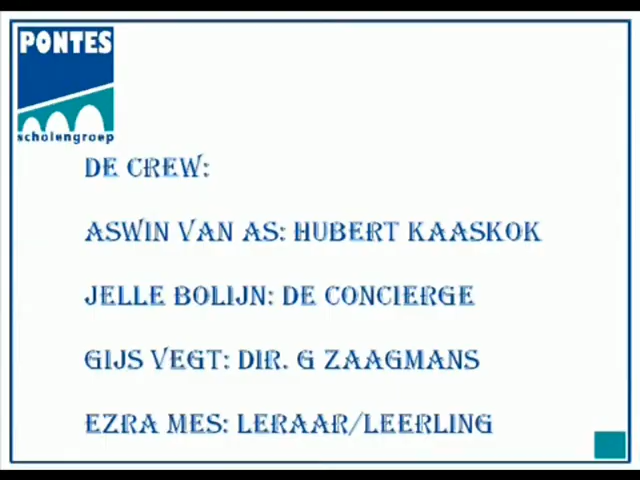 PONTES
scholengroep
DE CREW:
ASWIN VAN AS: HUBERT KAASKOK
JELLE BOLIJN: DE CONCIERGE
GIJS VEGT: DIR. G ZAAGMANS
EZRA MES: LERAAR/LEERLING